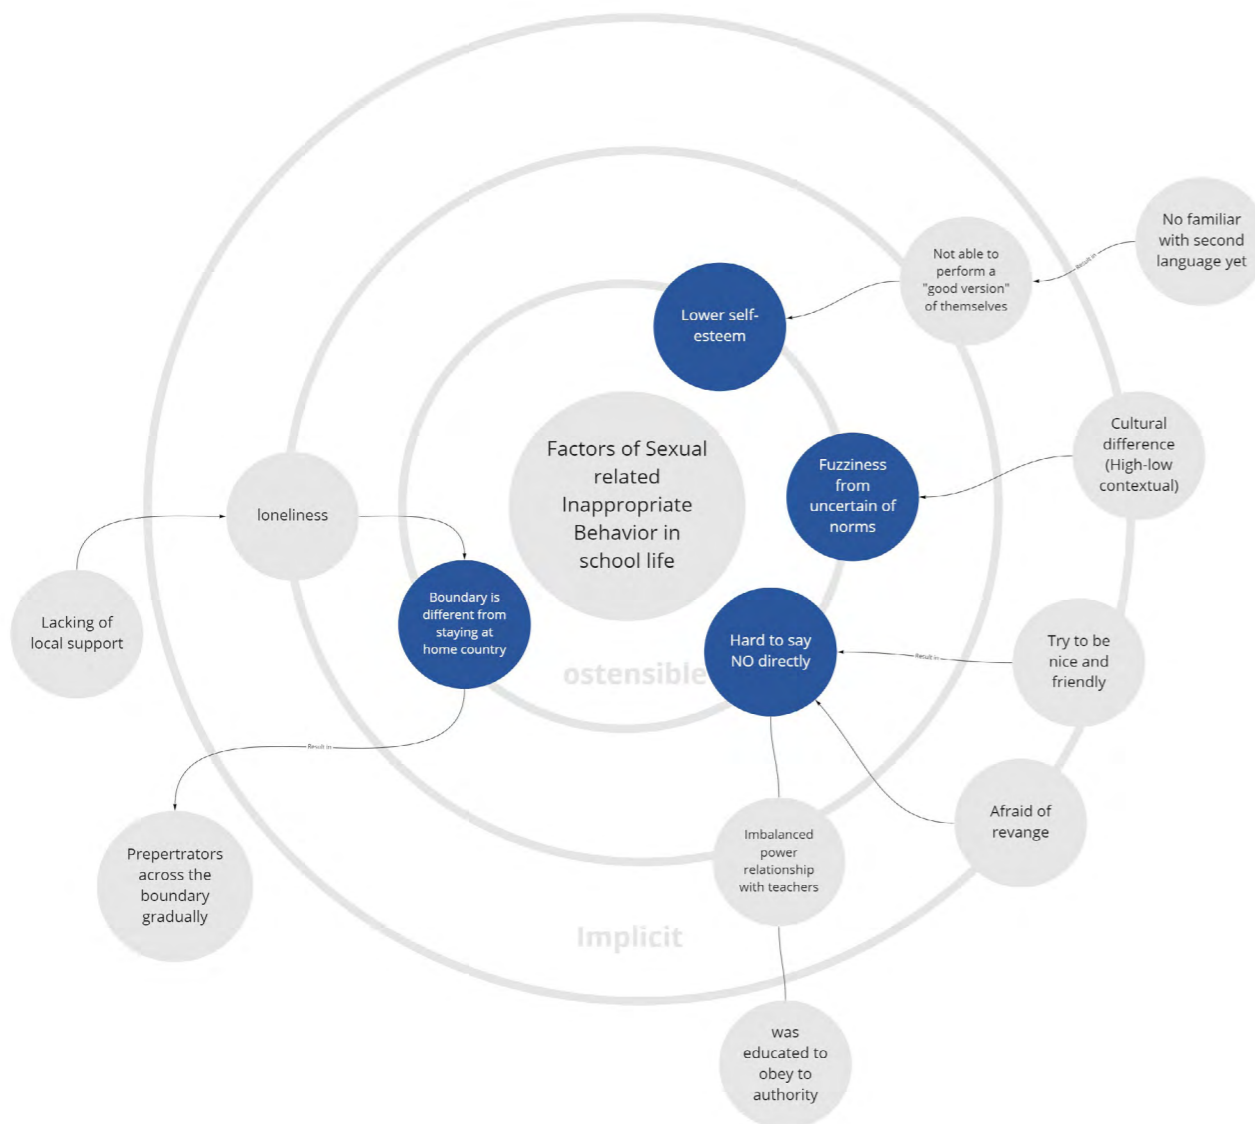 No familiar
with second
language yet
Result in
Not able to
perform a
"good version"
of themselves
Lower self-
esteem
Cultural
difference
(High-low
contextual)
Factors of Sexual
related
Inappropriate
Behavior in
school life
Fuzziness
from
uncertain of
norms
loneliness
Boundary is
different from
staying at
home country
Lacking of
local support
Hard to say
NO directly
Result in
Try to be
nice and
friendly
ostensible
Result in
Afraid of
revange
Prepertrators
across the
boundary
gradually
Imbalanced
power
relationship
with teachers
Implicit
was
educated to
obey to
authority